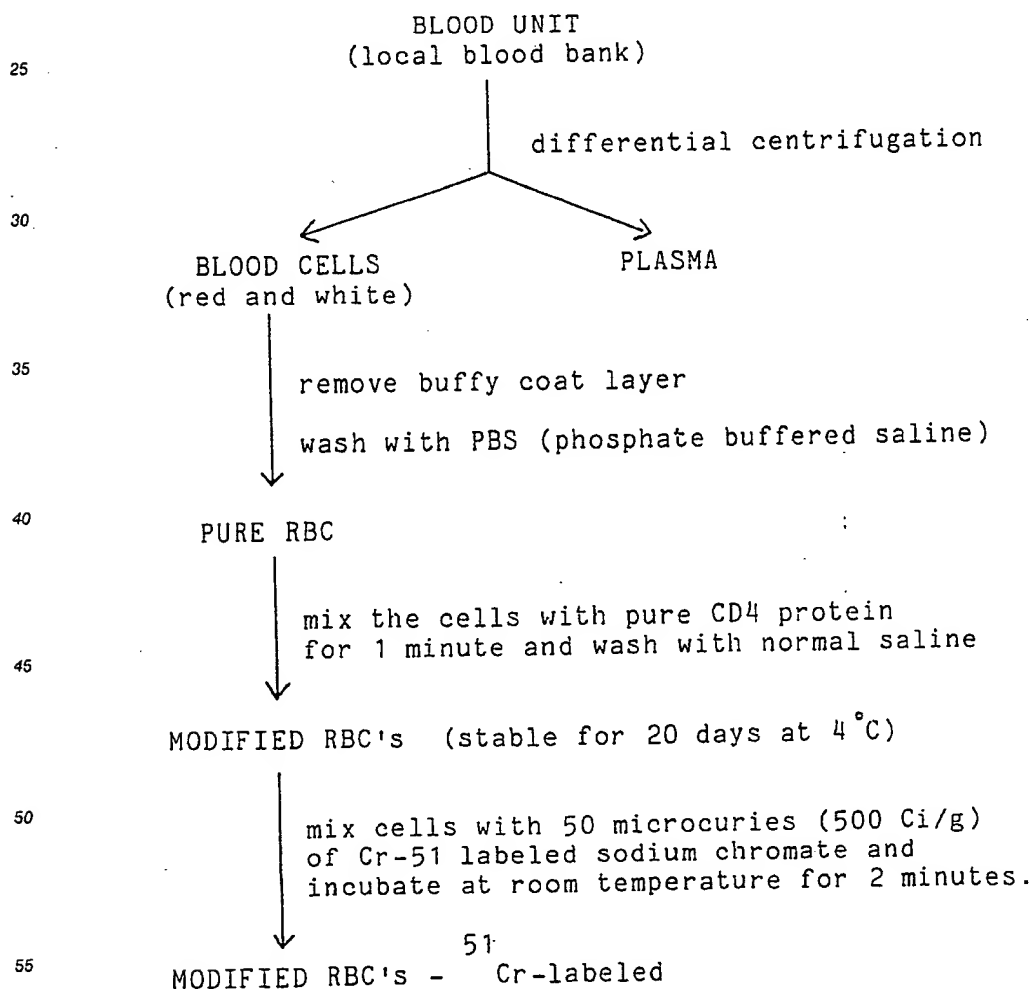 BLOOD UNIT
(local blood bank)
25
differential centrifugation
30
BLOOD CELLS
(red and white)
PLASMA
35
remove buffy coat layer
wash with PBS (phosphate buffered saline)
40
PURE RBC
mix the cells with pure CD4 protein
for 1 minute and wash with normal saline
45
MODIFIED RBC's (stable for 20 days at 4°C)
50
mix cells with 50 microcuries (500 Ci/g)
of Cr-51 labeled sodium chromate and
incubate at room temperature for 2 minutes.
55
MODIFIED RBC's - 51Cr-labeled